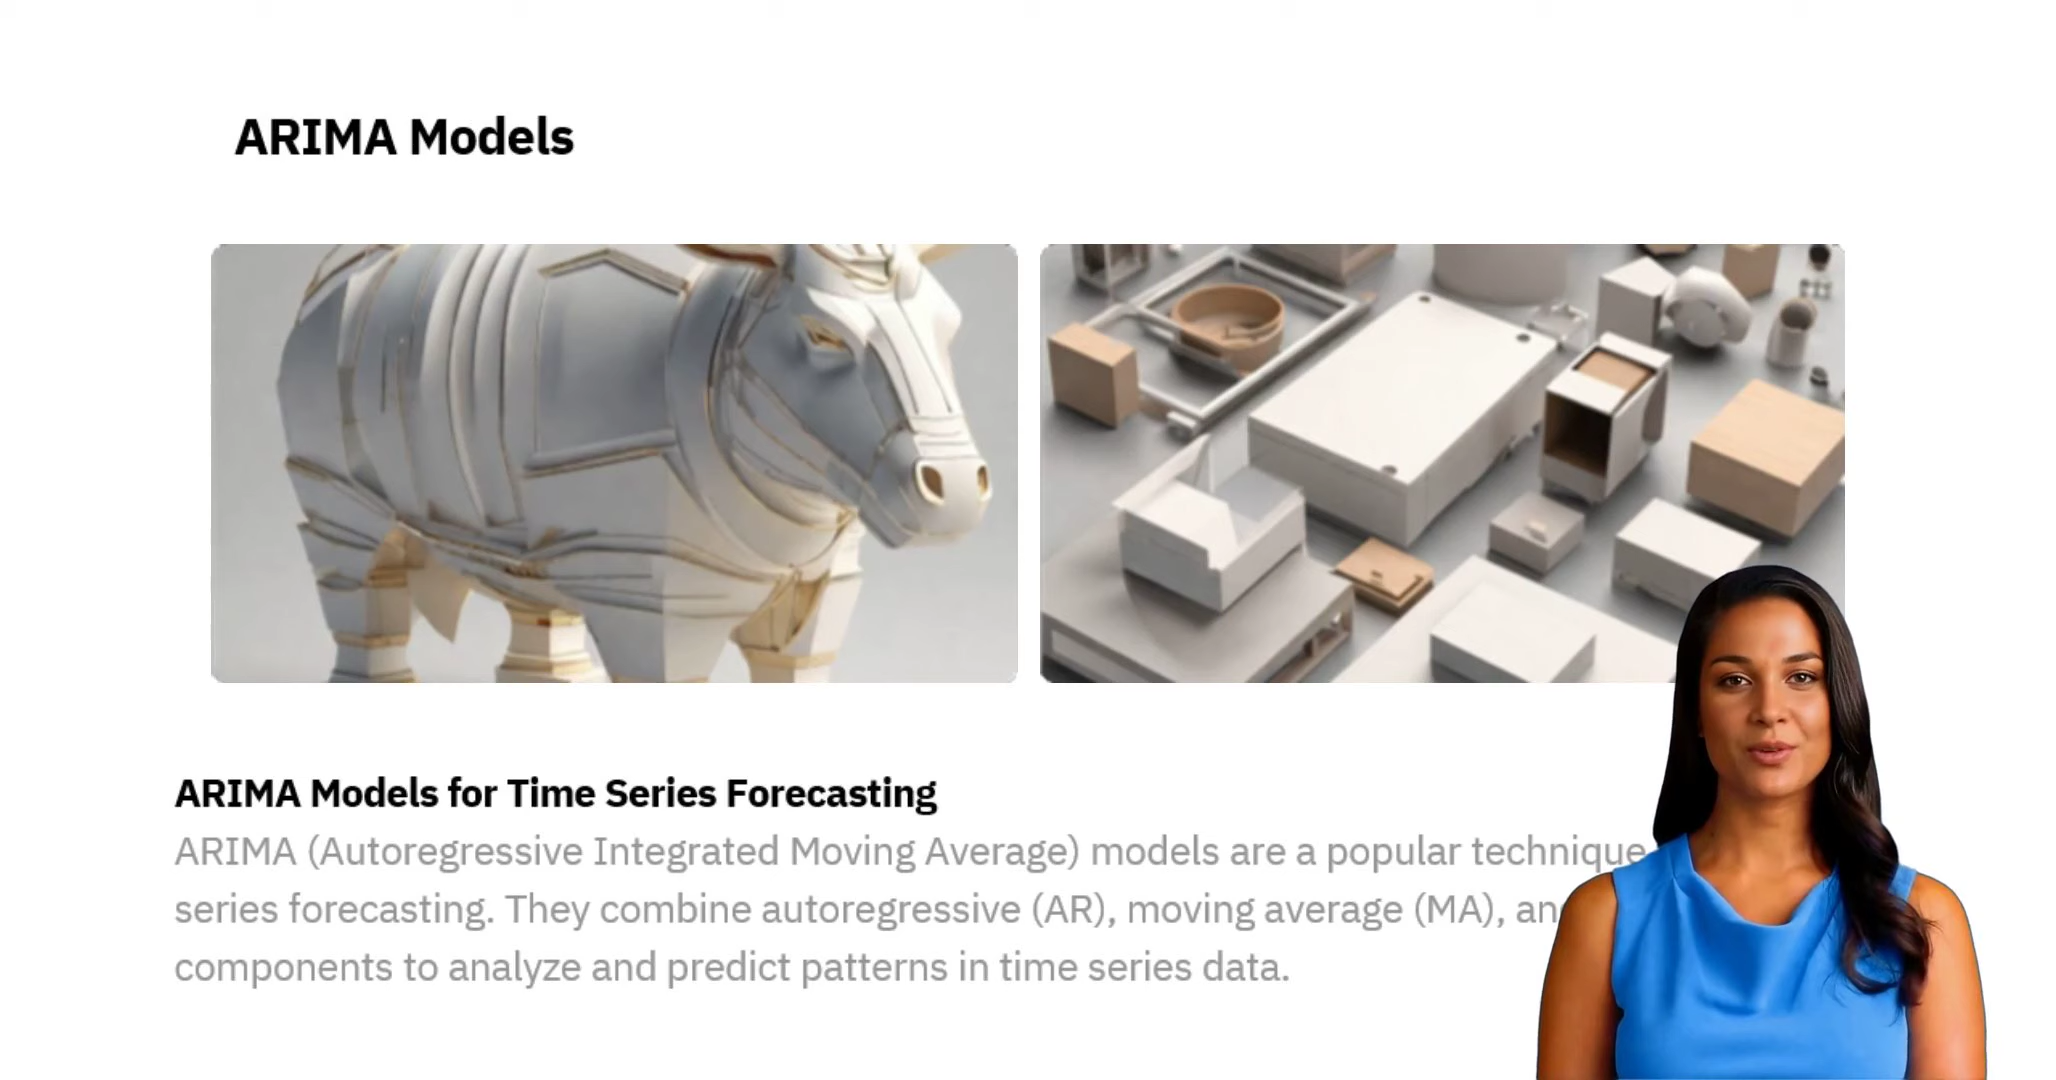 ARIMA Models
ARIMA Models for Time Series Forecasting
ARIMA (Autoregressive Integrated Moving Average) models are a popular technique
series forecasting. They combine autoregressive (AR), moving average (MA),
components to analyze and predict patterns in time series data.